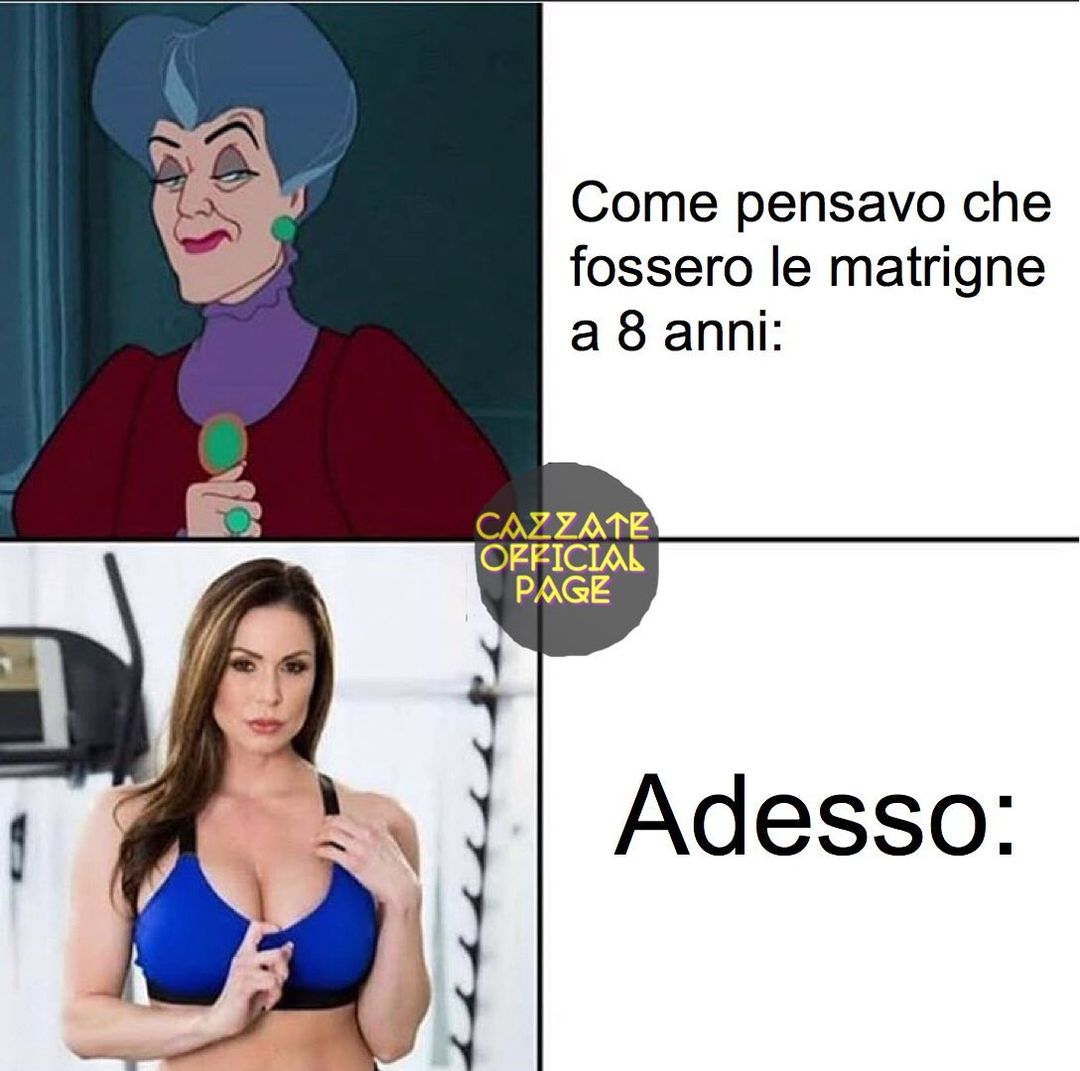 Come pensavo che
fossero le matrigne
a 8 anni:
CAZZATE
OFFICIAL
PAGE
Adesso: